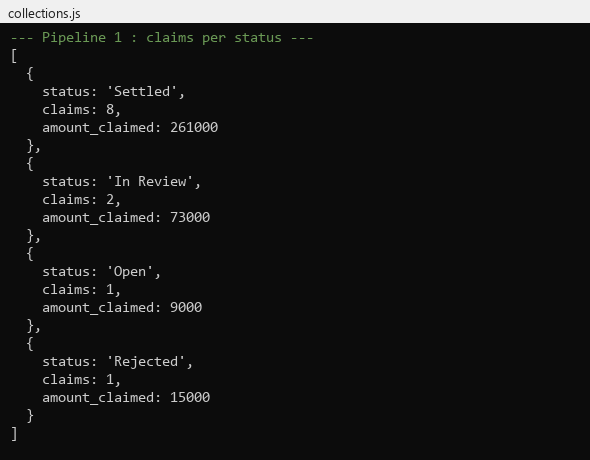 collections.js
--- Pipeline 1 : claims per status ---
[
  {
    status: 'Settled',
    claims: 8,
    amount_claimed: 261000
  },
  {
    status: 'In Review',
    claims: 2,
    amount_claimed: 73000
  },
  {
    status: 'Open',
    claims: 1,
    amount_claimed: 9000
  },
  {
    status: 'Rejected',
    claims: 1,
    amount_claimed: 15000
  }
]